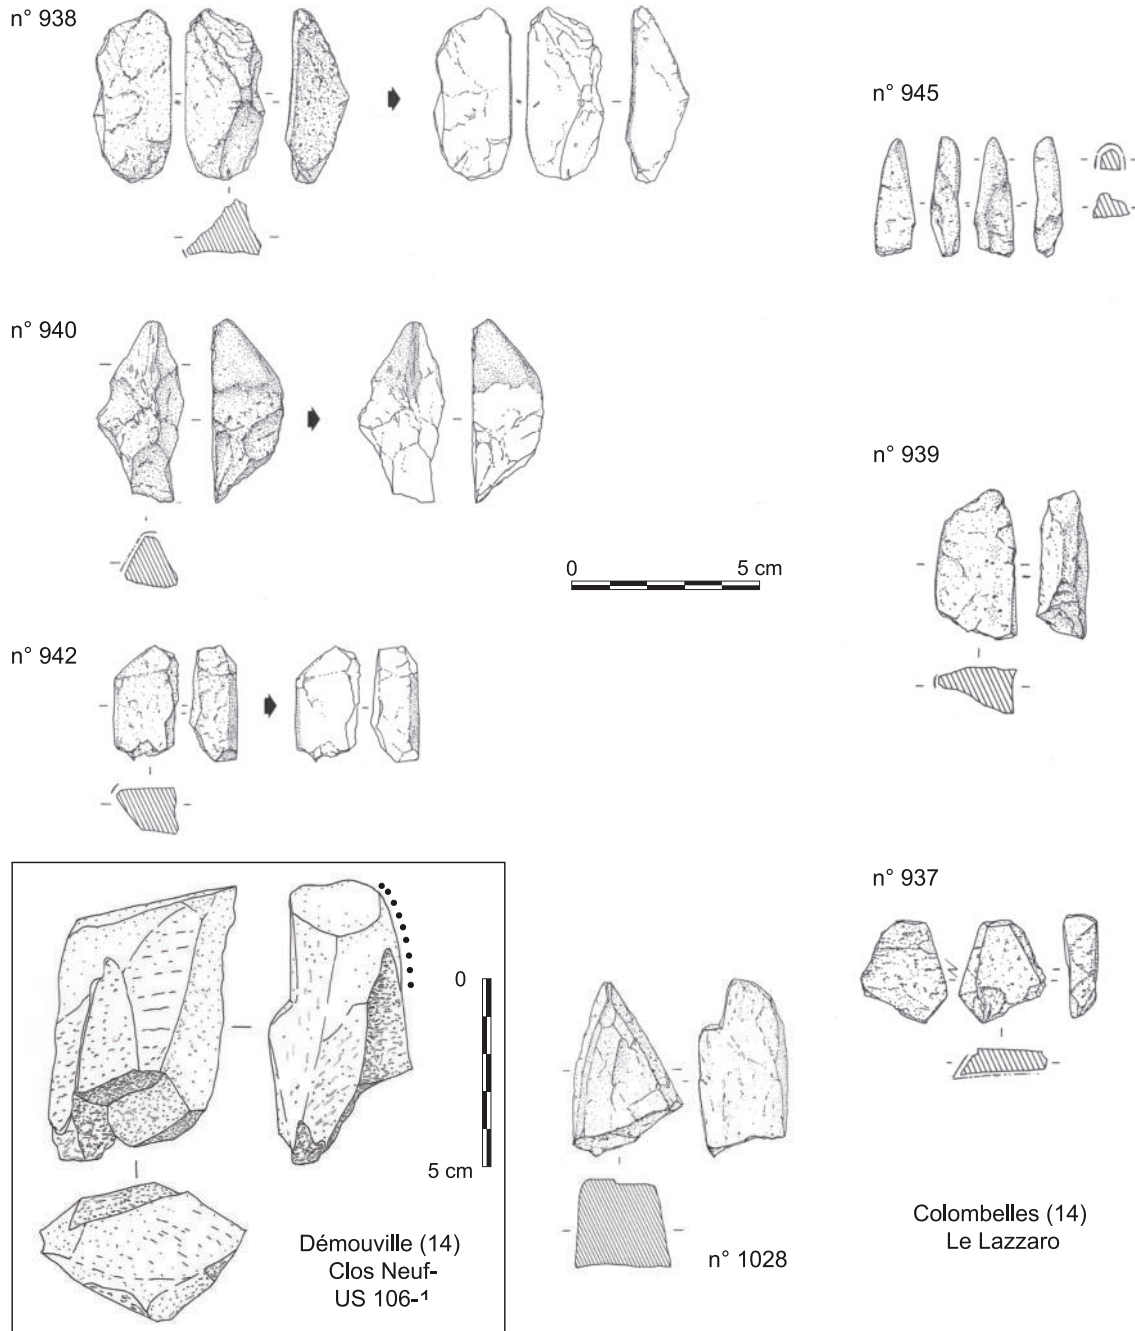 n° 938
n° 945
n° 940
n° 939
0 5 cm
n° 942
n° 937
0
5 cm
Démouville (14)
Clos Neuf-
US 106-1
n° 1028
Colombelles (14)
Le Lazzaro